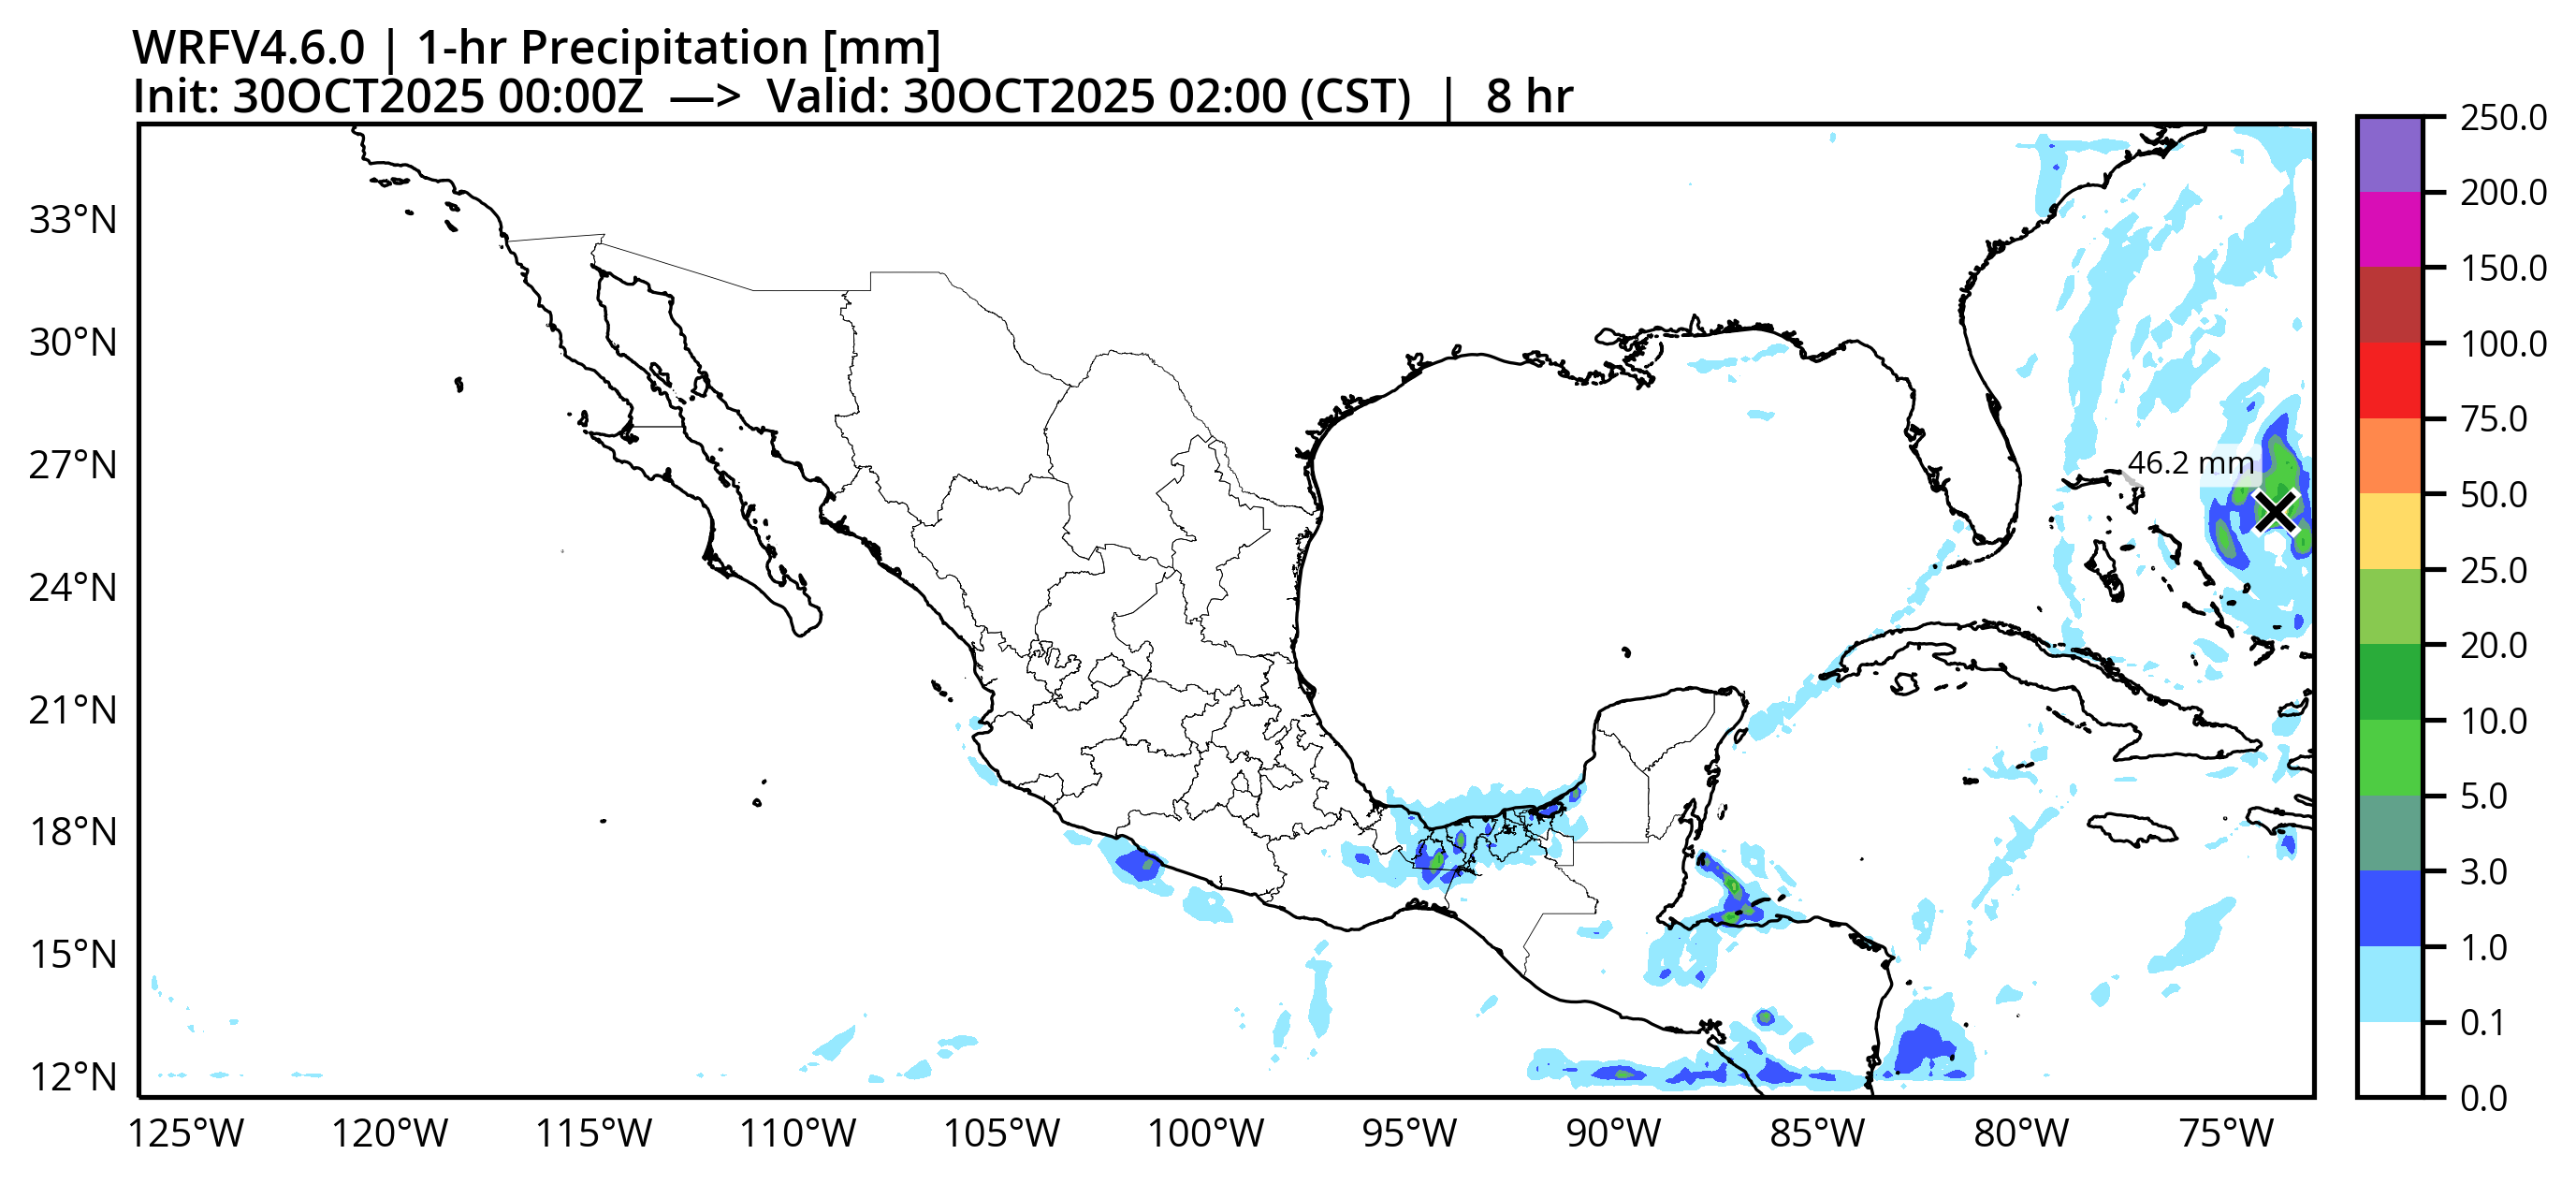 WRFV4.6.0 | 1-hr Precipitation [mm]
Init: 30OCT2025 00:00Z —> Valid: 30OCT2025 02:00 (CST) | 8 hr
250.0
200.0
150.0
100.0
75.0
50.0
25.0
20.0
10.0
5.0
3.0
1.0
0.1
0.0
33°N
30°N
27°N
24°N
21°N
18°N
15°N
12°N
46.2 mm
125°W 120°W 115°W 110°W 105°W 100°W 95°W 90°W 85°W 80°W 75°W